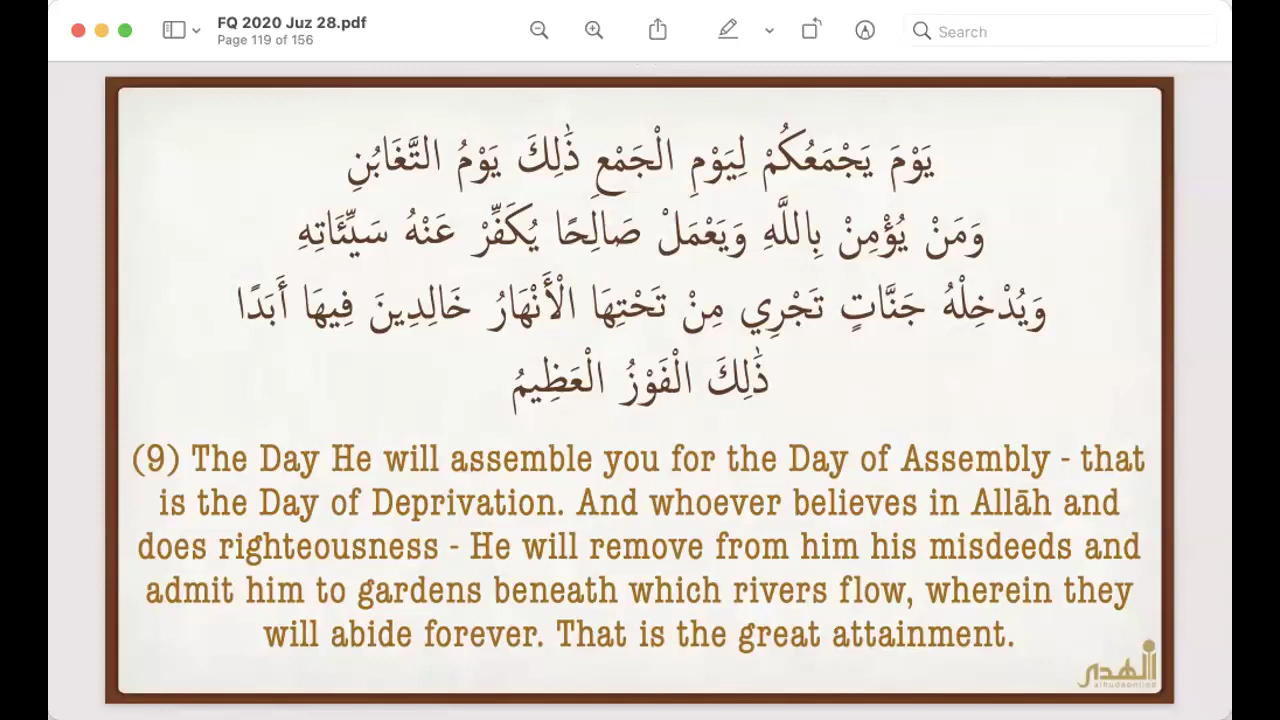 FQ 2020 Juz 28.pdf
Page 119 of 156
Search
يَوْمَ يَجْمَعُكُمْ لِيَوْمِ الْجَمْعِ ذَٰلِكَ يَوْمُ التَّغَابُنِ
وَمَنْ يُؤْمِنْ بِاللَّهِ وَيَعْمَلْ صَالِحًا يُكَفِّرْ عَنْهُ سَيِّئَاتِهِ
وَيُدْخِلْهُ جَنَّاتٍ تَجْرِي مِنْ تَحْتِهَا الْأَنْهَارُ خَالِدِينَ فِيهَا أَبَدًا
ذَٰلِكَ الْفَوْزُ الْعَظِيمُ
(9) The Day He will assemble you for the Day of Assembly - that
is the Day of Deprivation. And whoever believes in Allāh and
does righteousness - He will remove from him his misdeeds and
admit him to gardens beneath which rivers flow, wherein they
will abide forever. That is the great attainment.
الهدى